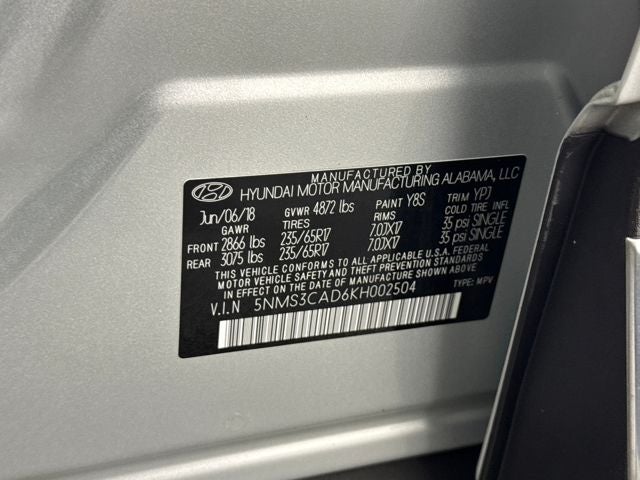 MANUFACTURED BY
HYUNDAI MOTOR MANUFACTURING ALABAMA, LLC
Jun/06/18 GVWR 4872 lbs PAINT Y8S TRIM YPJ
GAWR TIRES RIMS COLD TIRE INFL
FRONT 2866 lbs 235/65R17 7.0JX17 35 psi SINGLE
REAR 3075 lbs 235/65R17 7.0JX17 35 psi SINGLE
THIS VEHICLE CONFORMS TO ALL APPLICABLE U.S.A. FEDERAL
MOTOR VEHICLE SAFETY AND THEFT PREVENTION STANDARDS
IN EFFECT ON THE DATE OF MANUFACTURE SHOWN ABOVE.
V.I.N 5NMS3CAD6KH002504 TYPE: MPV